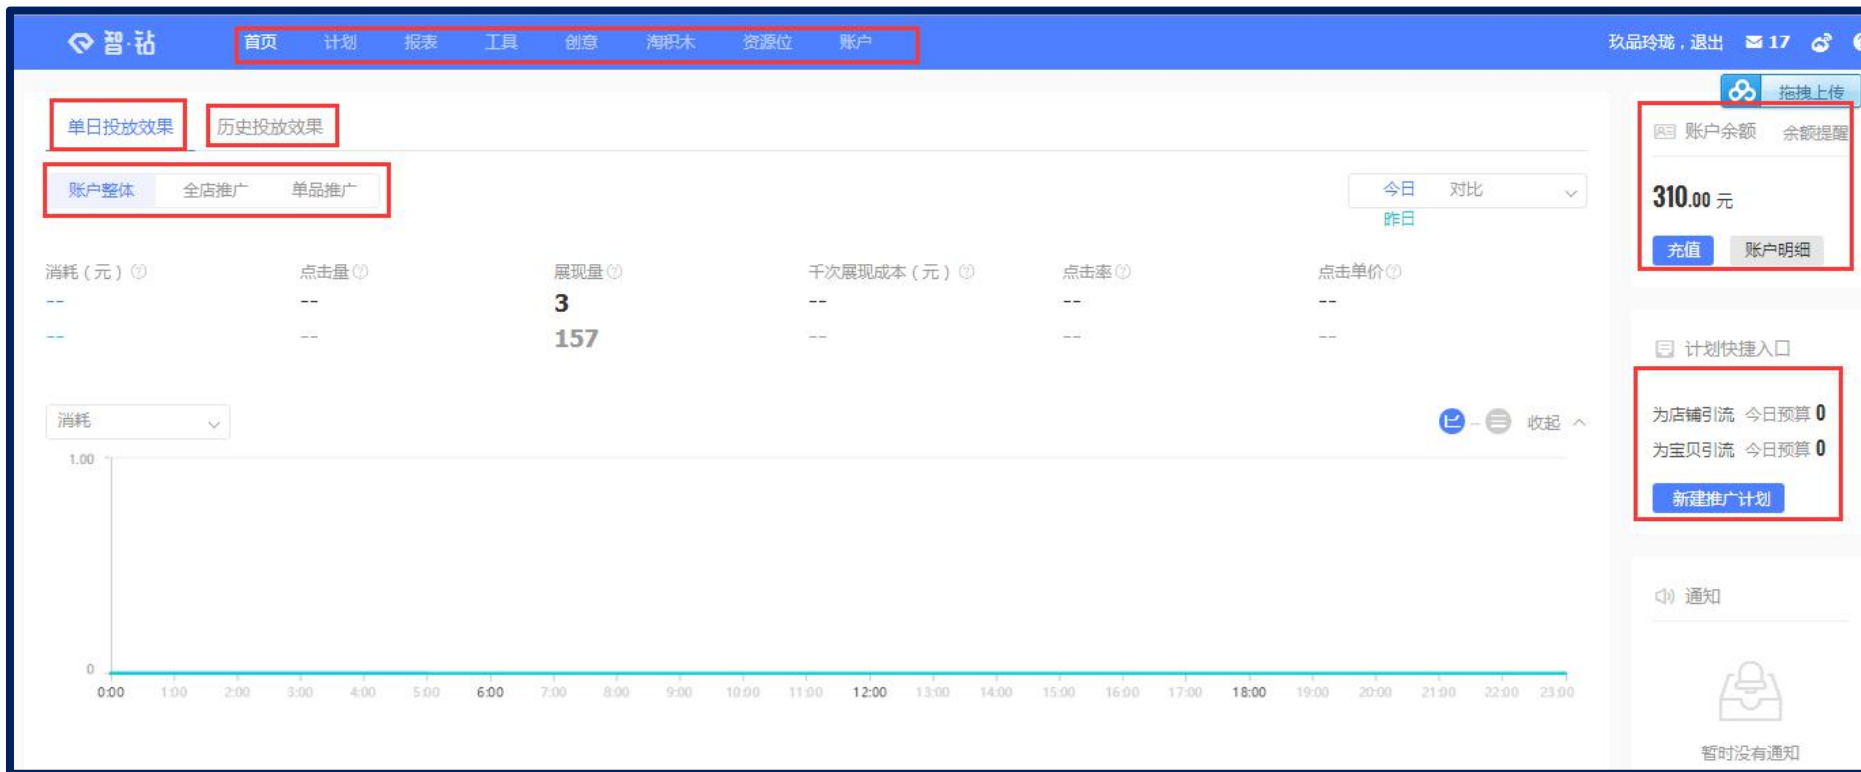 智·钻 首页 计划 报表 工具 创意 淘积木 资源位 账户 玖品玲珑，退出 17
拖拽上传
单日投放效果 历史投放效果
账户余额 余额提醒
账户整体 全店推广 单品推广 今日 对比
310.00 元
昨日
充值 账户明细
消耗（元） 点击量 展现量 千次展现成本（元） 点击率 点击单价
-- -- 3 -- -- --
-- -- 157 -- -- --
计划快捷入口
消耗 收起
为店铺引流 今日预算 0
为宝贝引流 今日预算 0
新建推广计划
1.00
0
0:00 1:00 2:00 3:00 4:00 5:00 6:00 7:00 8:00 9:00 10:00 11:00 12:00 13:00 14:00 15:00 16:00 17:00 18:00 19:00 20:00 21:00 22:00 23:00
通知
暂时没有通知